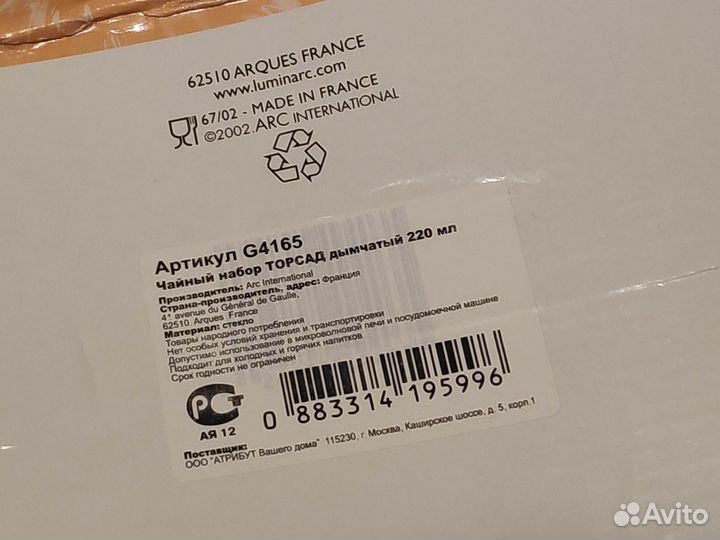 62510 ARQUES FRANCE
www.luminarc.com
67/02 - MADE IN FRANCE
©2002.ARC INTERNATIONAL
Артикул G4165
Чайный набор ТОРСАД дымчатый 220 мл
Производитель: Arc International
Страна-производитель, адрес: Франция
41 avenue du Général de Gaulle,
62510 Arques France
Материал: стекло
Товары народного потребления
Нет особых условий хранения и транспортировки
Допустимо использование в микроволновой печи и посудомоечной машине
Подходит для холодных и горячих напитков
Срок годности не ограничен
РСТ
АЯ 12
0 883314 195996
Поставщик:
ООО "АТРИБУТ Вашего дома" 115230, г. Москва, Каширское шоссе, д. 5, корп.1
Avito